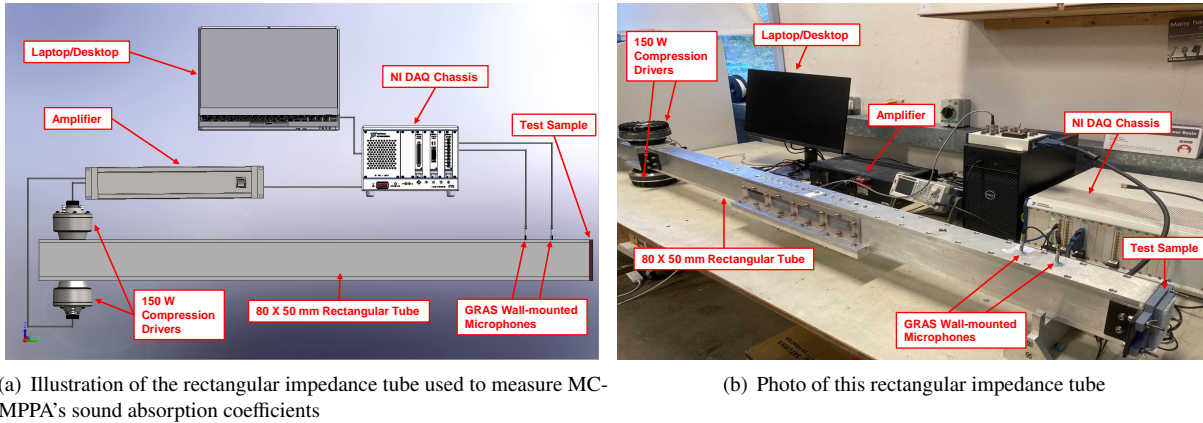 Laptop/Desktop
NI DAQ Chassis
Amplifier
Test Sample
150 W
Compression
Drivers
80 X 50 mm Rectangular Tube
GRAS Wall-mounted
Microphones
150 W
Compression
Drivers
Laptop/Desktop
Amplifier
NI DAQ Chassis
Test Sample
80 X 50 mm Rectangular Tube
GRAS Wall-mounted
Microphones
Many ha
DELL
(a) Illustration of the rectangular impedance tube used to measure MC-
MPPA's sound absorption coefficients
(b) Photo of this rectangular impedance tube